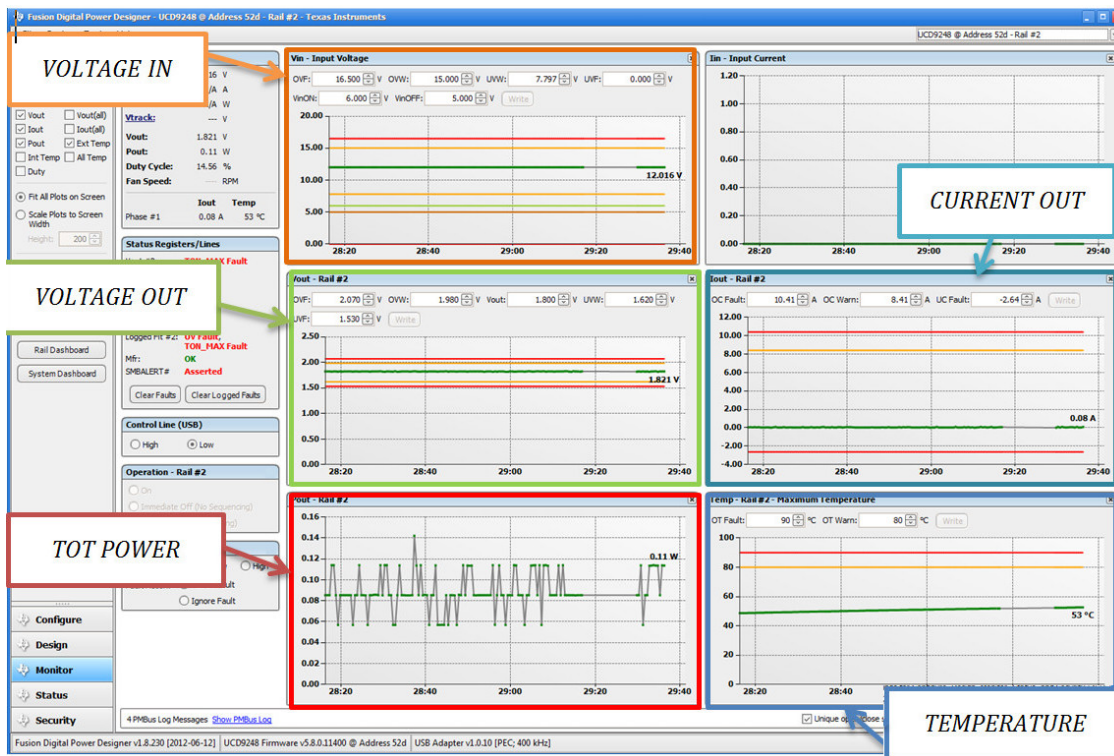 Fusion Digital Power Designer - UCD9248 @ Address 52d - Rail #2 - Texas Instruments
UCD9248 @ Address 52d - Rail #2
VOLTAGE IN
16 V
/A A
/A W
Vtrack: --- V
Vout: 1.821 V
Pout: 0.11 W
Duty Cycle: 14.56 %
Fan Speed: --- RPM
Iout Temp
Phase #1 0.08 A 53 °C
Vout Vout(all)
Iout Iout(all)
Pout Ext Temp
Int Temp All Temp
Duty
Fit All Plots on Screen
Scale Plots to Screen
Width
Height: 200
Vin - Input Voltage
OVF: 16.500 V OVW: 15.000 V UVW: 7.797 V UVF: 0.000 V
VinON: 6.000 V VinOFF: 5.000 V Write
20.00
15.00
10.00
5.00
0.00
12.016 V
28:20 28:40 29:00 29:20 29:40
Iin - Input Current
1.20
1.00
0.80
0.60
0.40
0.20
0.00
28:20 28:40 29:00 29:20 29:40
CURRENT OUT
Status Registers/Lines
TON_MAX Fault
VOLTAGE OUT
Logged Flt #2: UV Fault,
TON_MAX Fault
Mfr: OK
SMBALERT# Asserted
Clear Faults Clear Logged Faults
Rail Dashboard
System Dashboard
Vout - Rail #2
OVF: 2.070 V OVW: 1.980 V Vout: 1.800 V UVW: 1.620 V
UVF: 1.530 V Write
2.50
2.00
1.50
1.00
0.50
0.00
1.821 V
28:20 28:40 29:00 29:20 29:40
Iout - Rail #2
OC Fault: 10.41 A OC Warn: 8.41 A UC Fault: -2.64 A Write
12.00
10.00
8.00
6.00
4.00
2.00
0.00
-2.00
-4.00
0.08 A
28:20 28:40 29:00 29:20 29:40
Control Line (USB)
High Low
Operation - Rail #2
On
Immediate Off (No Sequencing)
TOT POWER
High
Ignore Fault
Pout - Rail #2
0.16
0.14
0.12
0.10
0.08
0.06
0.04
0.02
0.00
0.11 W
28:20 28:40 29:00 29:20 29:40
Temp - Rail #2 - Maximum Temperature
OT Fault: 90 °C OT Warn: 80 °C Write
100
80
60
40
20
0
53 °C
28:20 28:40
TEMPERATURE
Configure
Design
Monitor
Status
Security
4 PMBus Log Messages Show PMBus Log
Fusion Digital Power Designer v1.8.230 [2012-06-12] UCD9248 Firmware v5.8.0.11400 @ Address 52d USB Adapter v1.0.10 [PEC; 400 kHz]